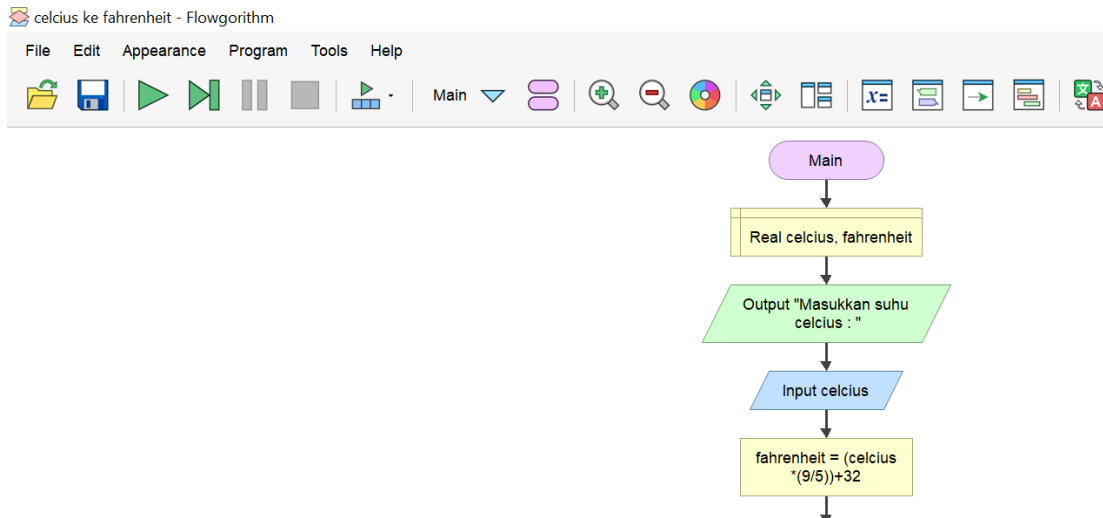 celcius ke fahrenheit - Flowgorithm
File Edit Appearance Program Tools Help
Main
x=
文
A
Main
Real celcius, fahrenheit
Output "Masukkan suhu
celcius : "
Input celcius
fahrenheit = (celcius
*(9/5))+32